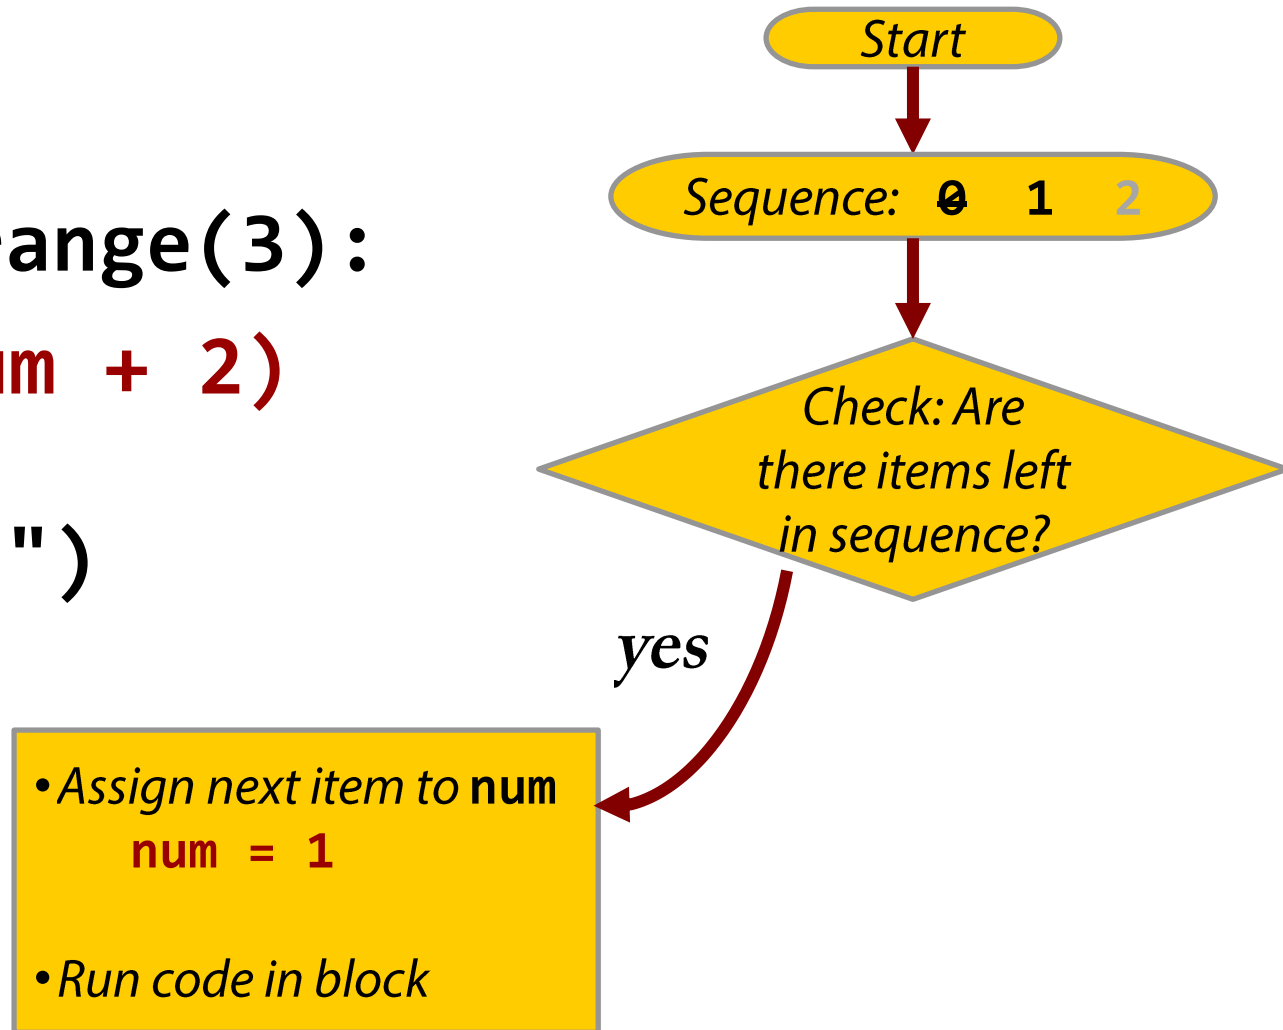 ange(3):
m + 2)
")
Start
Sequence: 0 1 2
Check: Are
there items left
in sequence?
yes
•Assign next item to num
num = 1
•Run code in block